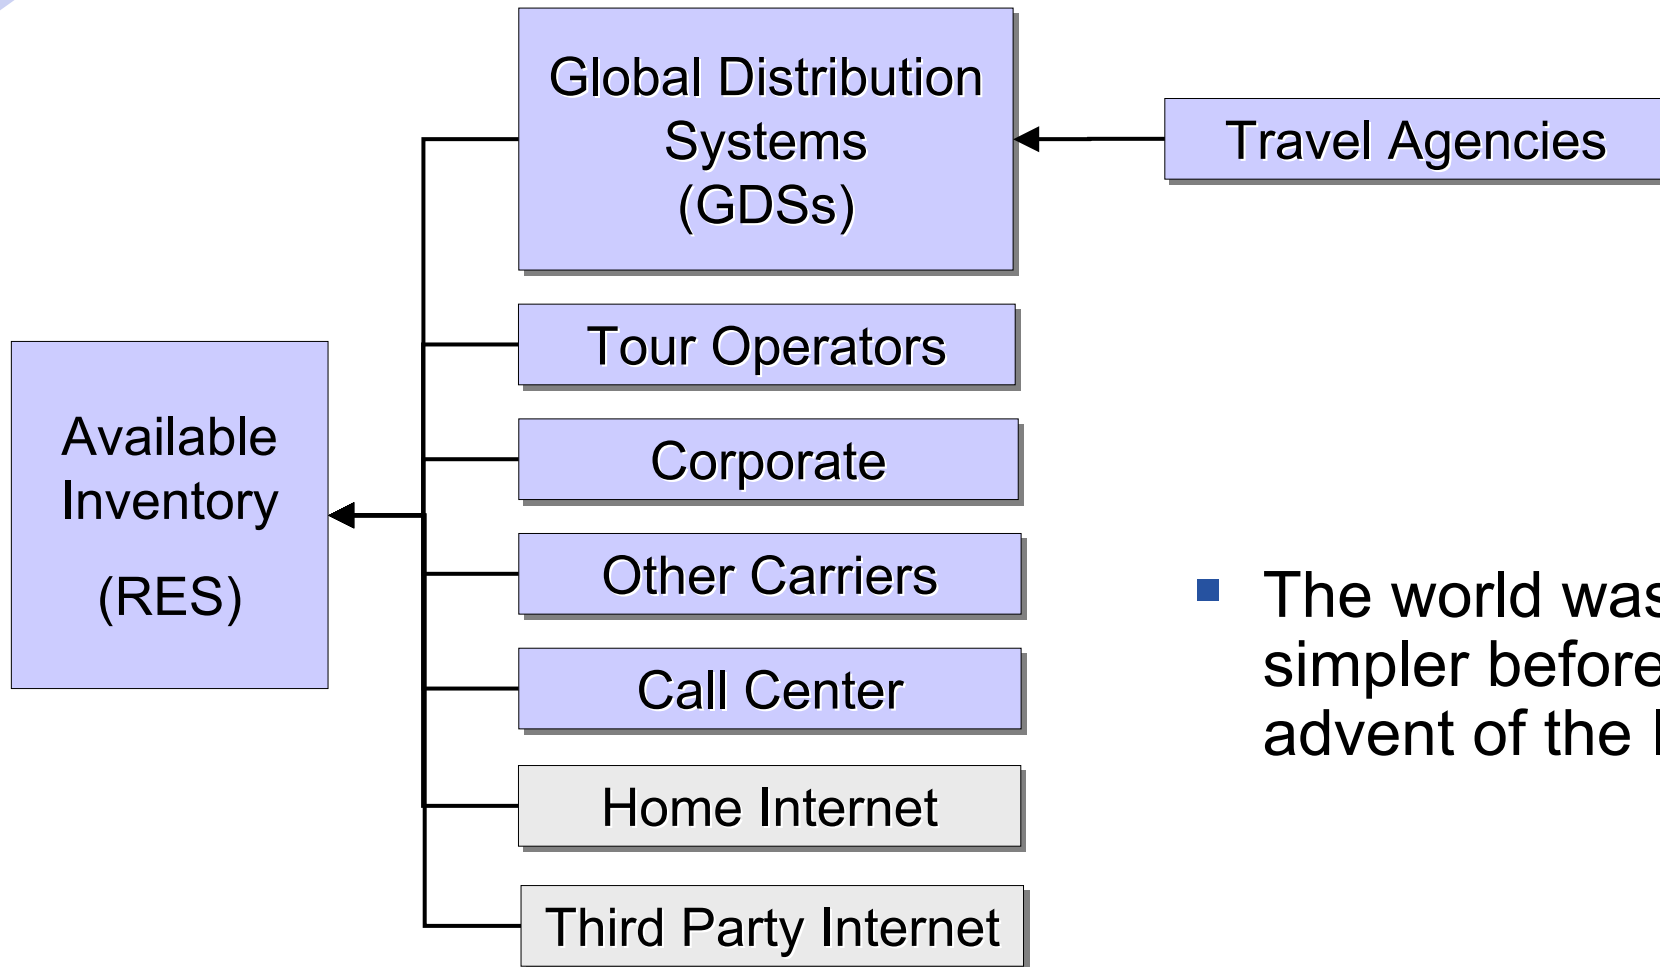 Global Distribution
Systems
(GDSs)
Travel Agencies
Tour Operators
Available
Inventory
(RES)
Corporate
Other Carriers
Call Center
Home Internet
Third Party Internet
The world was
simpler before
advent of the